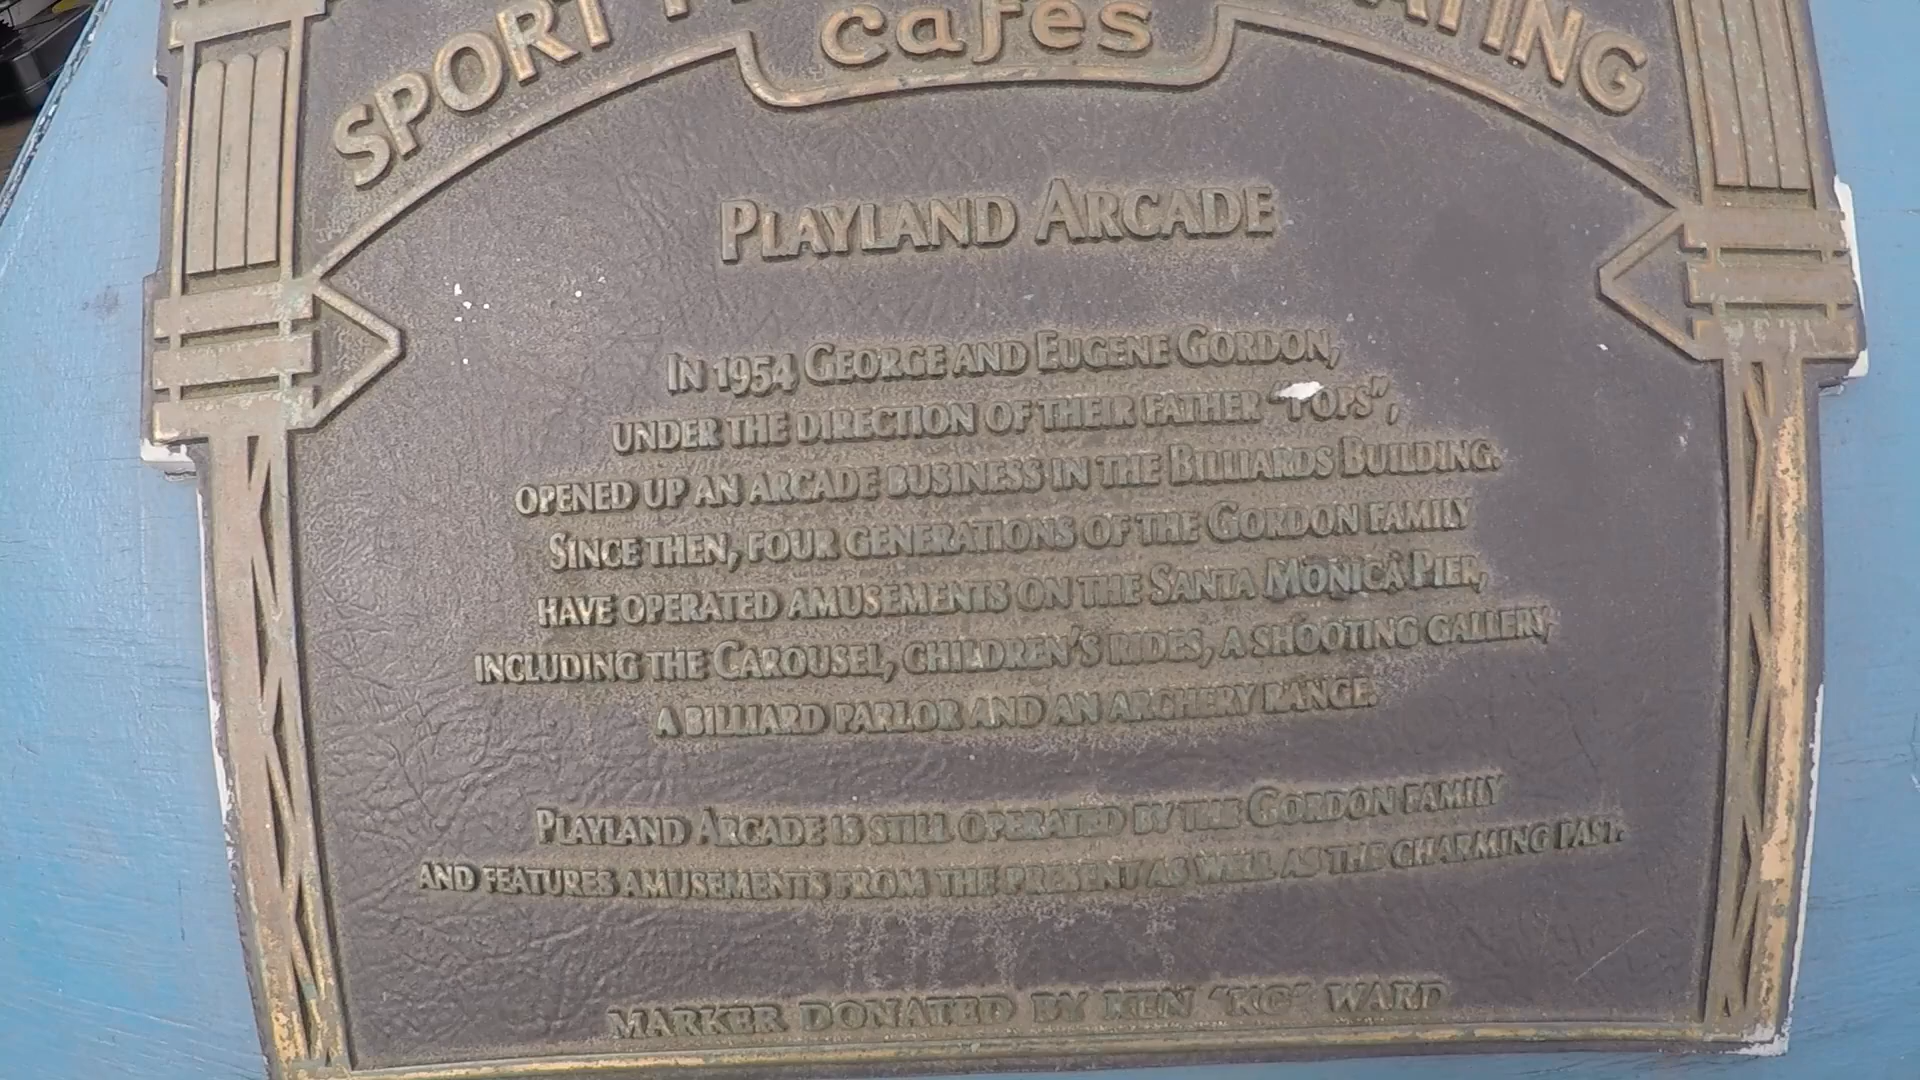 SPORT
cafes
PLAYLAND ARCADE
IN 1954 GEORGE AND EUGENE GORDON,
UNDER THE DIRECTION OF THEIR FATHER "POPS",
OPENED UP AN ARCADE BUSINESS IN THE BILLIARDS BUILDING.
SINCE THEN, FOUR GENERATIONS OF THE GORDON FAMILY
HAVE OPERATED AMUSEMENTS ON THE SANTA MONICA PIER,
INCLUDING THE CAROUSEL, CHILDREN'S RIDES, A SHOOTING GALLERY,
A BILLIARD PARLOR AND AN ARCHERY RANGE.
PLAYLAND ARCADE IS STILL OPERATED BY THE GORDON FAMILY
AND FEATURES AMUSEMENTS FROM THE PRESENT AS WELL AS THE CHARMING PAST.
MARKER DONATED BY KEN "KC" WARD